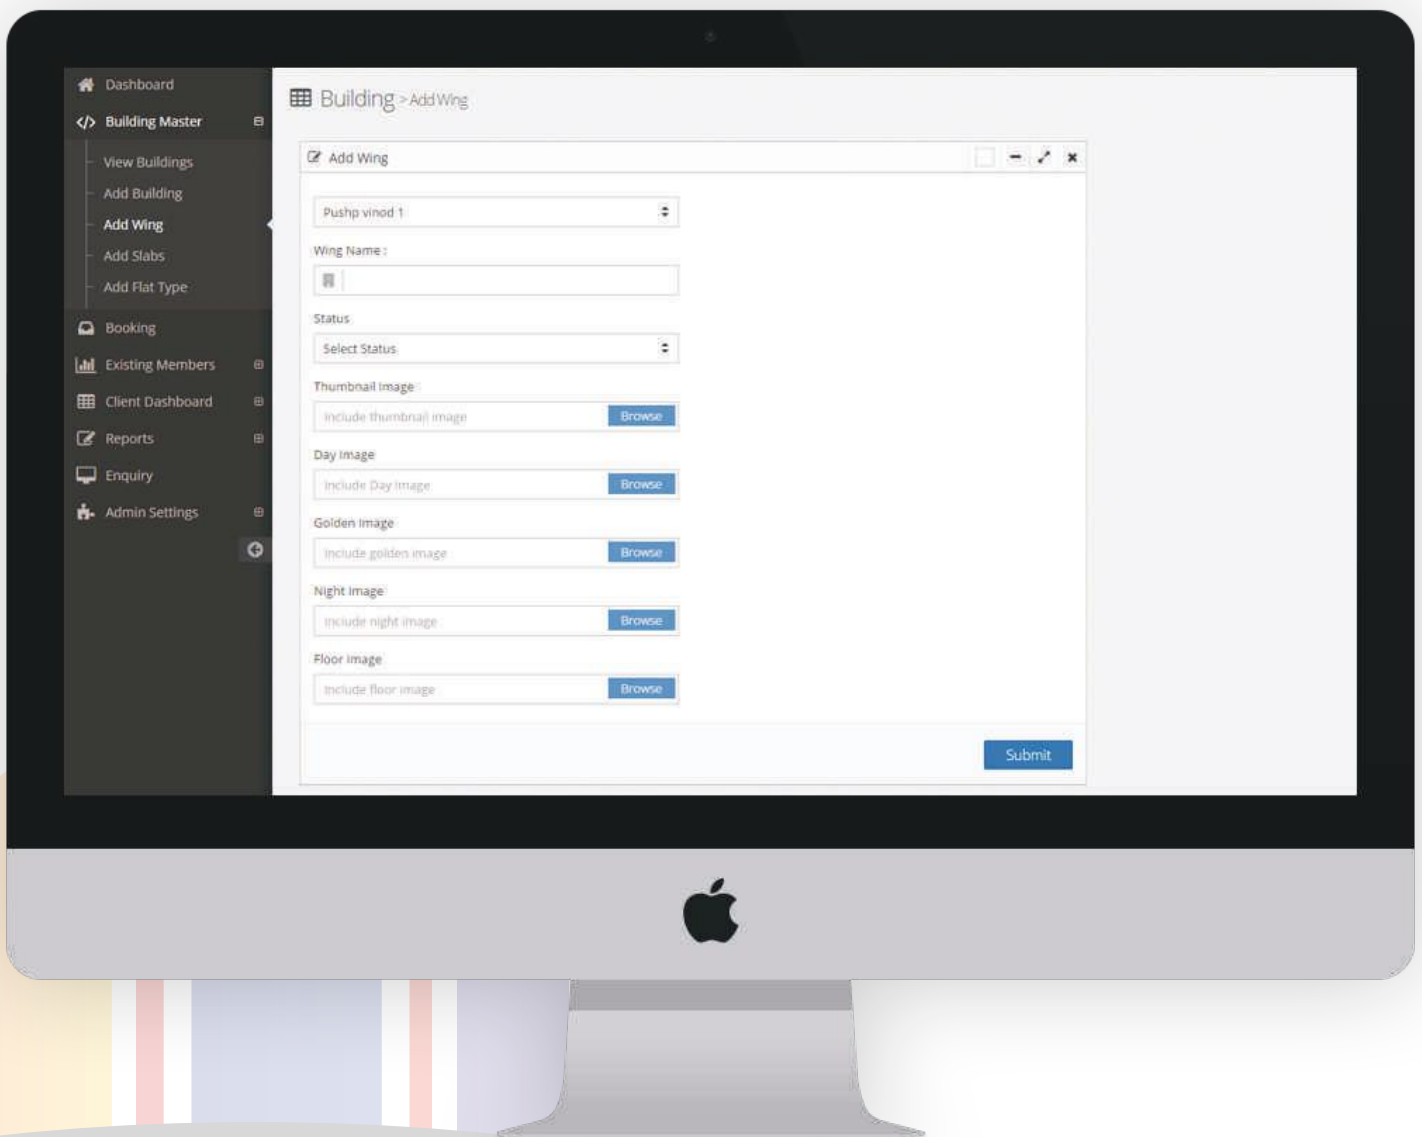 Dashboard
Building Master
View Buildings
Add Building
Add Wing
Add Slabs
Add Flat Type
Booking
Existing Members
Client Dashboard
Reports
Enquiry
Admin Settings
Building > Add Wing
Add Wing
Pushp vinod 1
Wing Name :
Status
Select Status
Thumbnail Image
Include thumbnail image Browse
Day Image
Include Day Image Browse
Golden Image
Include golden image Browse
Night Image
Include night image Browse
Floor Image
Include floor image Browse
Submit